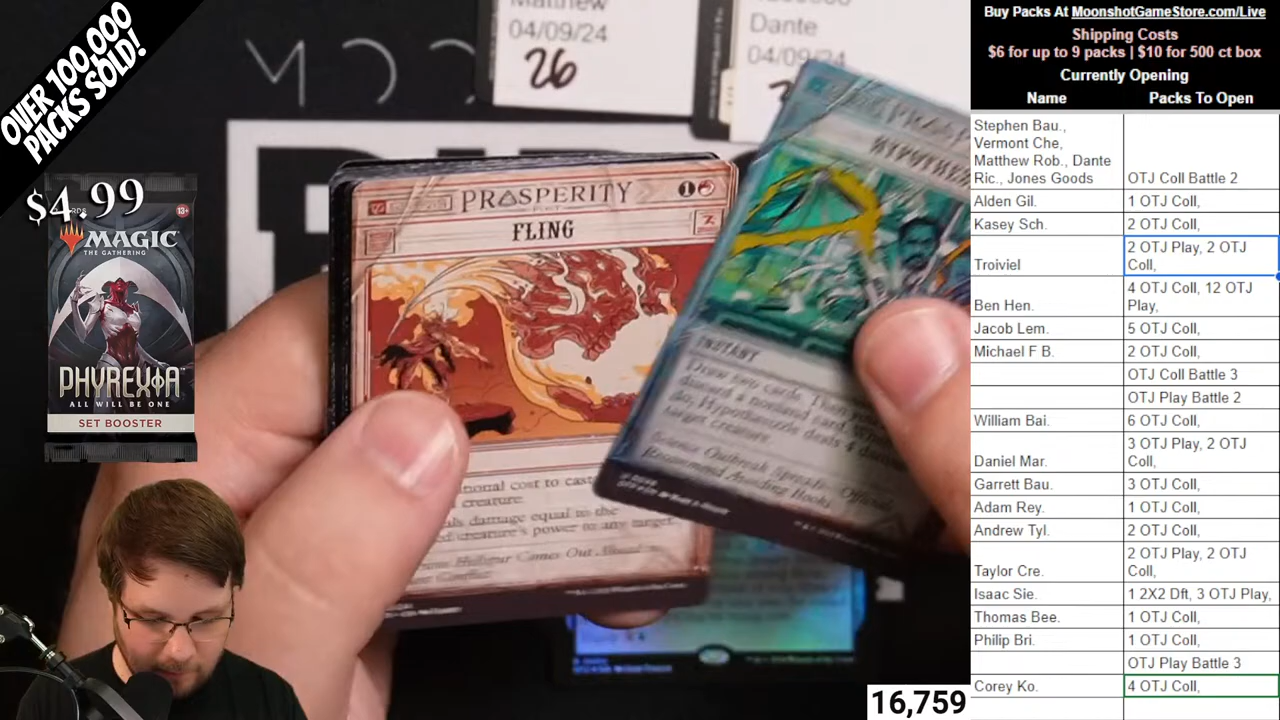 OVER 100,000
PACKS SOLD!
$4.99
13+
MAGIC
THE GATHERING
PHYREXIA
ALL WILL BE ONE
SET BOOSTER
Matthew
04/09/24
26
Dante
04/09/
PROSPERITY
FLING
1
INSTANT
16,759
Buy Packs At MoonshotGameStore.com/Live
Shipping Costs
$6 for up to 9 packs | $10 for 500 ct box
Currently Opening
Name Packs To Open
Stephen Bau.,
Vermont Che,
Matthew Rob., Dante
Ric., Jones Goods OTJ Coll Battle 2
Alden Gil. 1 OTJ Coll,
Kasey Sch. 2 OTJ Coll,
Troiviel 2 OTJ Play, 2 OTJ
Coll,
Ben Hen. 4 OTJ Coll, 12 OTJ
Play,
Jacob Lem. 5 OTJ Coll,
Michael F B. 2 OTJ Coll,
OTJ Coll Battle 3
OTJ Play Battle 2
William Bai. 6 OTJ Coll,
Daniel Mar. 3 OTJ Play, 2 OTJ
Coll,
Garrett Bau. 3 OTJ Coll,
Adam Rey. 1 OTJ Coll,
Andrew Tyl. 2 OTJ Coll,
Taylor Cre. 2 OTJ Play, 2 OTJ
Coll,
Isaac Sie. 1 2X2 Dft, 3 OTJ Play,
Thomas Bee. 1 OTJ Coll,
Philip Bri. 1 OTJ Coll,
OTJ Play Battle 3
Corey Ko. 4 OTJ Coll,